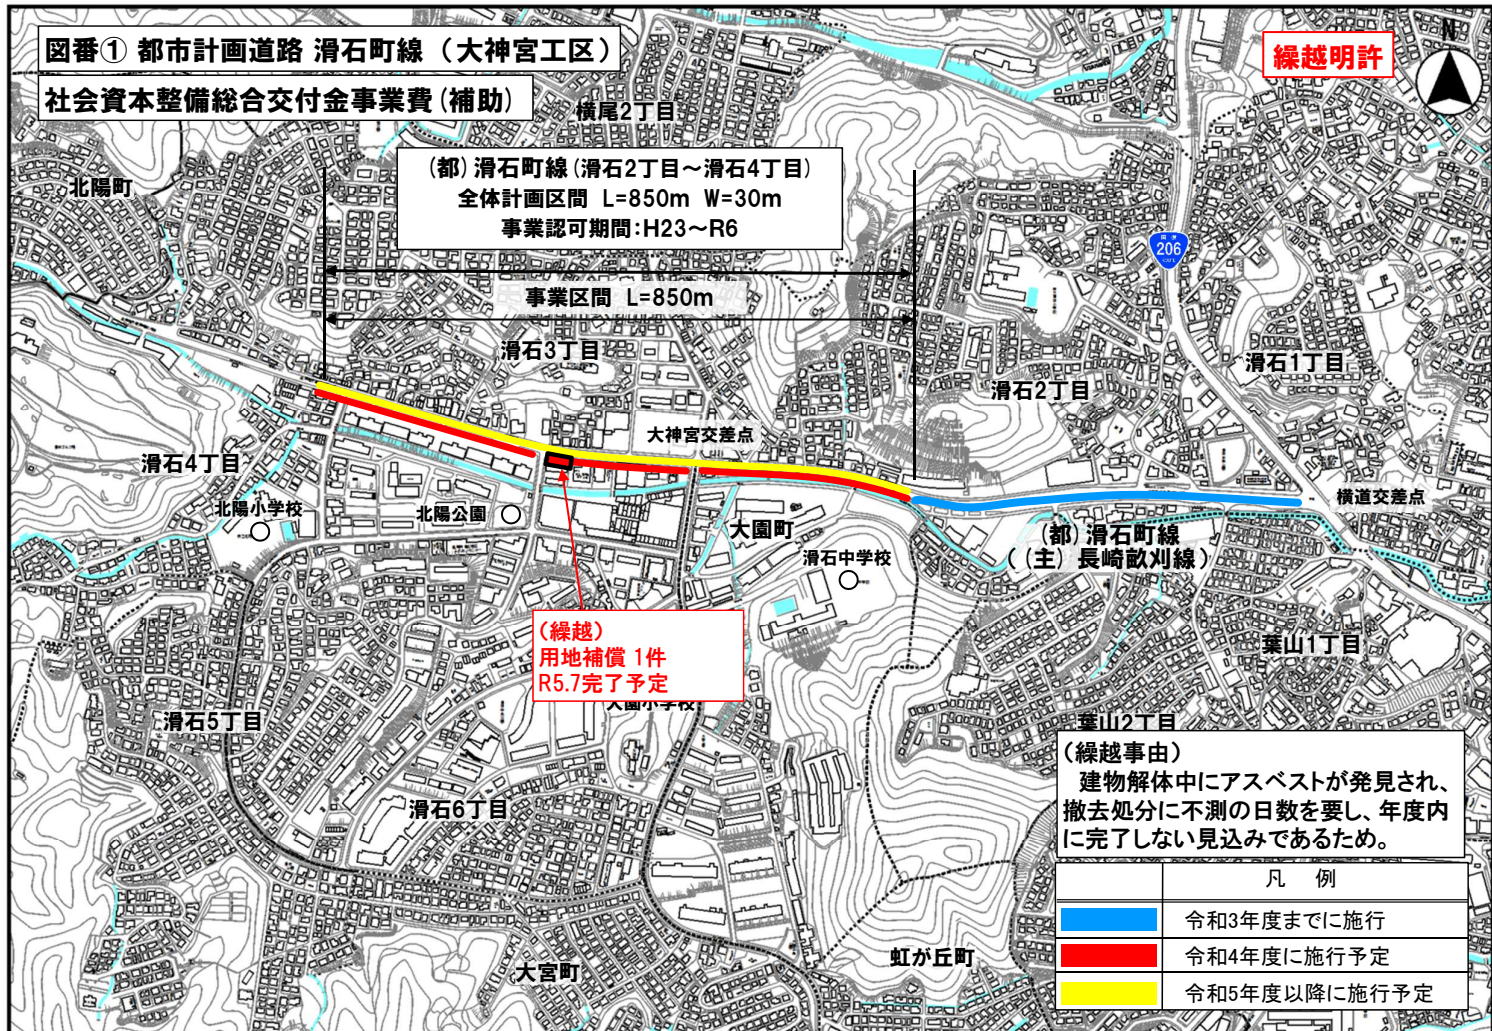 図番① 都市計画道路 滑石町線 (大神宮工区)
社会資本整備総合交付金事業費(補助)
繰越明許
N
横尾2丁目
北陽町
(都)滑石町線(滑石2丁目~滑石4丁目)
全体計画区間 L=850m W=30m
事業認可期間:H23~R6
事業区間 L=850m
206
滑石3丁目
滑石2丁目
滑石1丁目
大神宮交差点
滑石4丁目
北陽小学校
北陽公園
大園町
滑石中学校
横道交差点
(都)滑石町線
((主)長崎畝刈線)
(繰越)
用地補償 1件
R5.7完了予定
大園小学校
葉山1丁目
葉山2丁目
滑石5丁目
滑石6丁目
大宮町
虹が丘町
(繰越事由)
建物解体中にアスベストが発見され、
撤去処分に不測の日数を要し、年度内
に完了しない見込みであるため。
凡 例
令和3年度までに施行
令和4年度に施行予定
令和5年度以降に施行予定